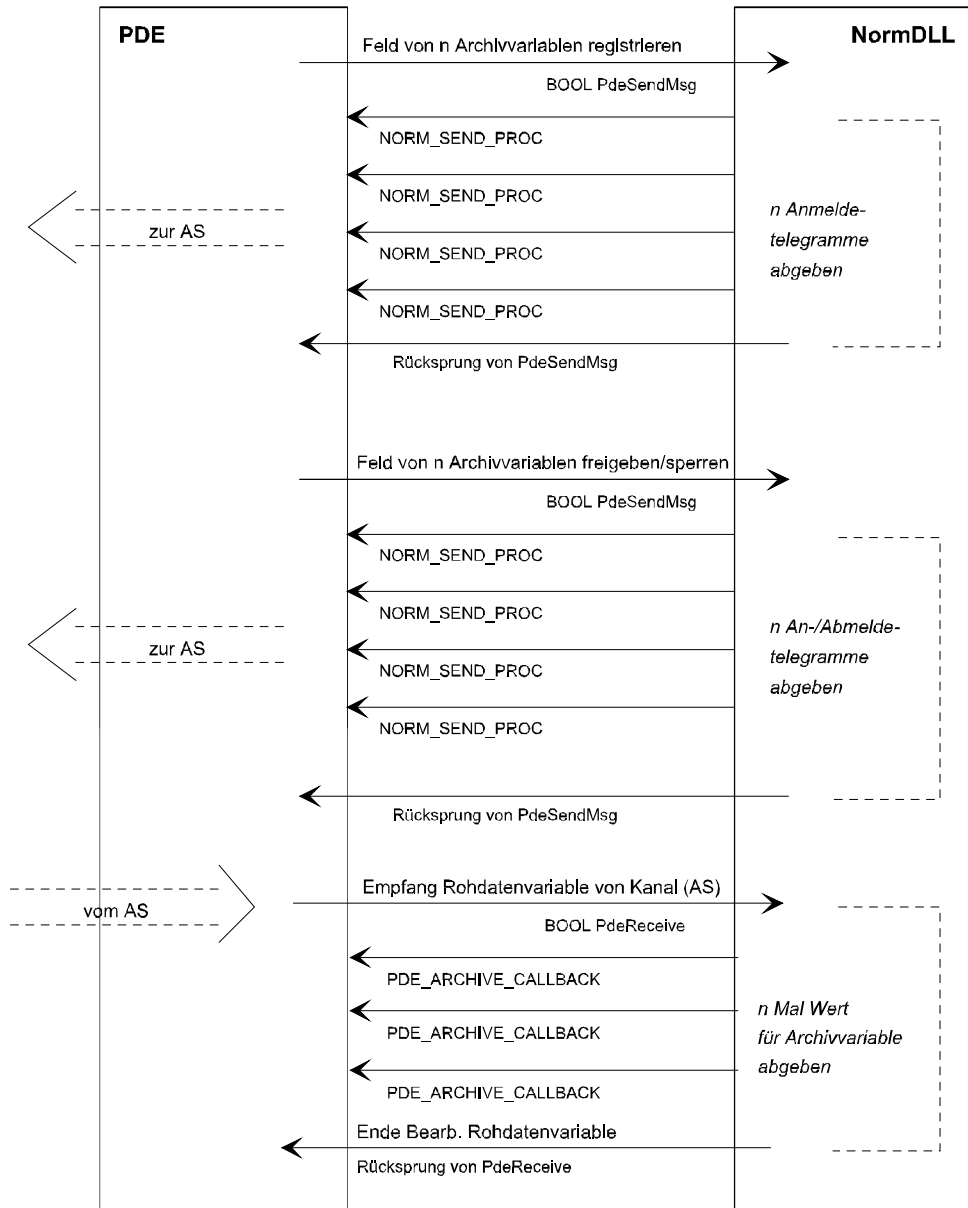 PDE
NormDLL
Feld von n Archivvariablen registrieren
BOOL PdeSendMsg
NORM_SEND_PROC
NORM_SEND_PROC
NORM_SEND_PROC
NORM_SEND_PROC
zur AS
n Anmelde-
telegramme
abgeben
Rücksprung von PdeSendMsg
Feld von n Archivvariablen freigeben/sperren
BOOL PdeSendMsg
NORM_SEND_PROC
NORM_SEND_PROC
NORM_SEND_PROC
NORM_SEND_PROC
zur AS
n An-/Abmelde-
telegramme
abgeben
Rücksprung von PdeSendMsg
vom AS
Empfang Rohdatenvariable von Kanal (AS)
BOOL PdeReceive
PDE_ARCHIVE_CALLBACK
PDE_ARCHIVE_CALLBACK
PDE_ARCHIVE_CALLBACK
n Mal Wert
für Archivvariable
abgeben
Ende Bearb. Rohdatenvariable
Rücksprung von PdeReceive